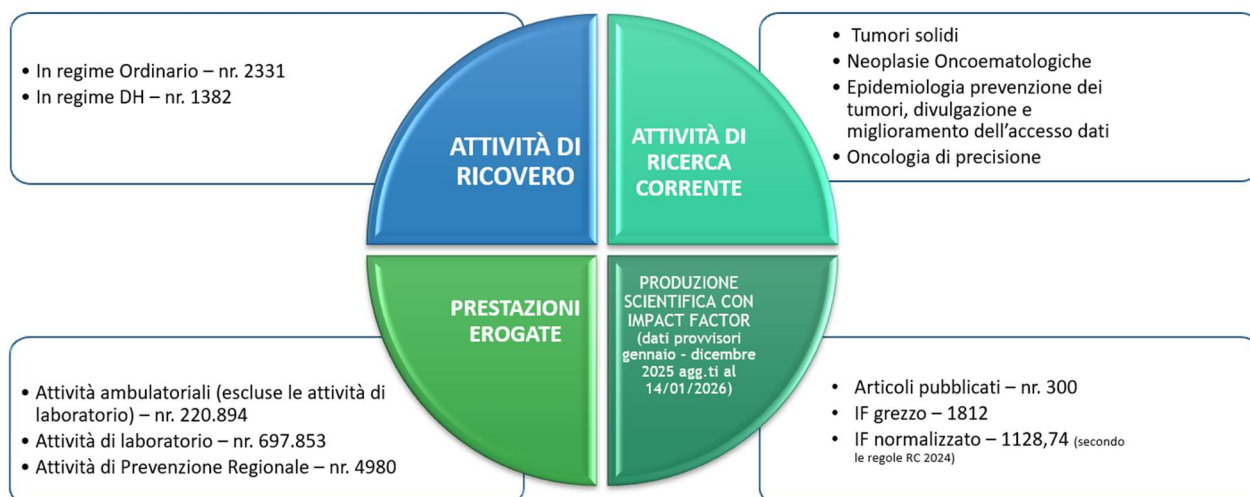 • In regime Ordinario – nr. 2331
• In regime DH – nr. 1382
ATTIVITÀ DI
RICOVERO
ATTIVITÀ DI
RICERCA
CORRENTE
• Tumori solidi
• Neoplasie Oncoematologiche
• Epidemiologia prevenzione dei
tumori, divulgazione e
miglioramento dell’accesso dati
• Oncologia di precisione
PRESTAZIONI
EROGATE
• Attività ambulatoriali (escluse le attività di
laboratorio) – nr. 220.894
• Attività di laboratorio – nr. 697.853
• Attività di Prevenzione Regionale – nr. 4980
PRODUZIONE
SCIENTIFICA CON
IMPACT FACTOR
(dati provvisori
gennaio - dicembre
2025 agg.ti al
14/01/2026)
• Articoli pubblicati – nr. 300
• IF grezzo – 1812
• IF normalizzato – 1128,74 (secondo
le regole RC 2024)